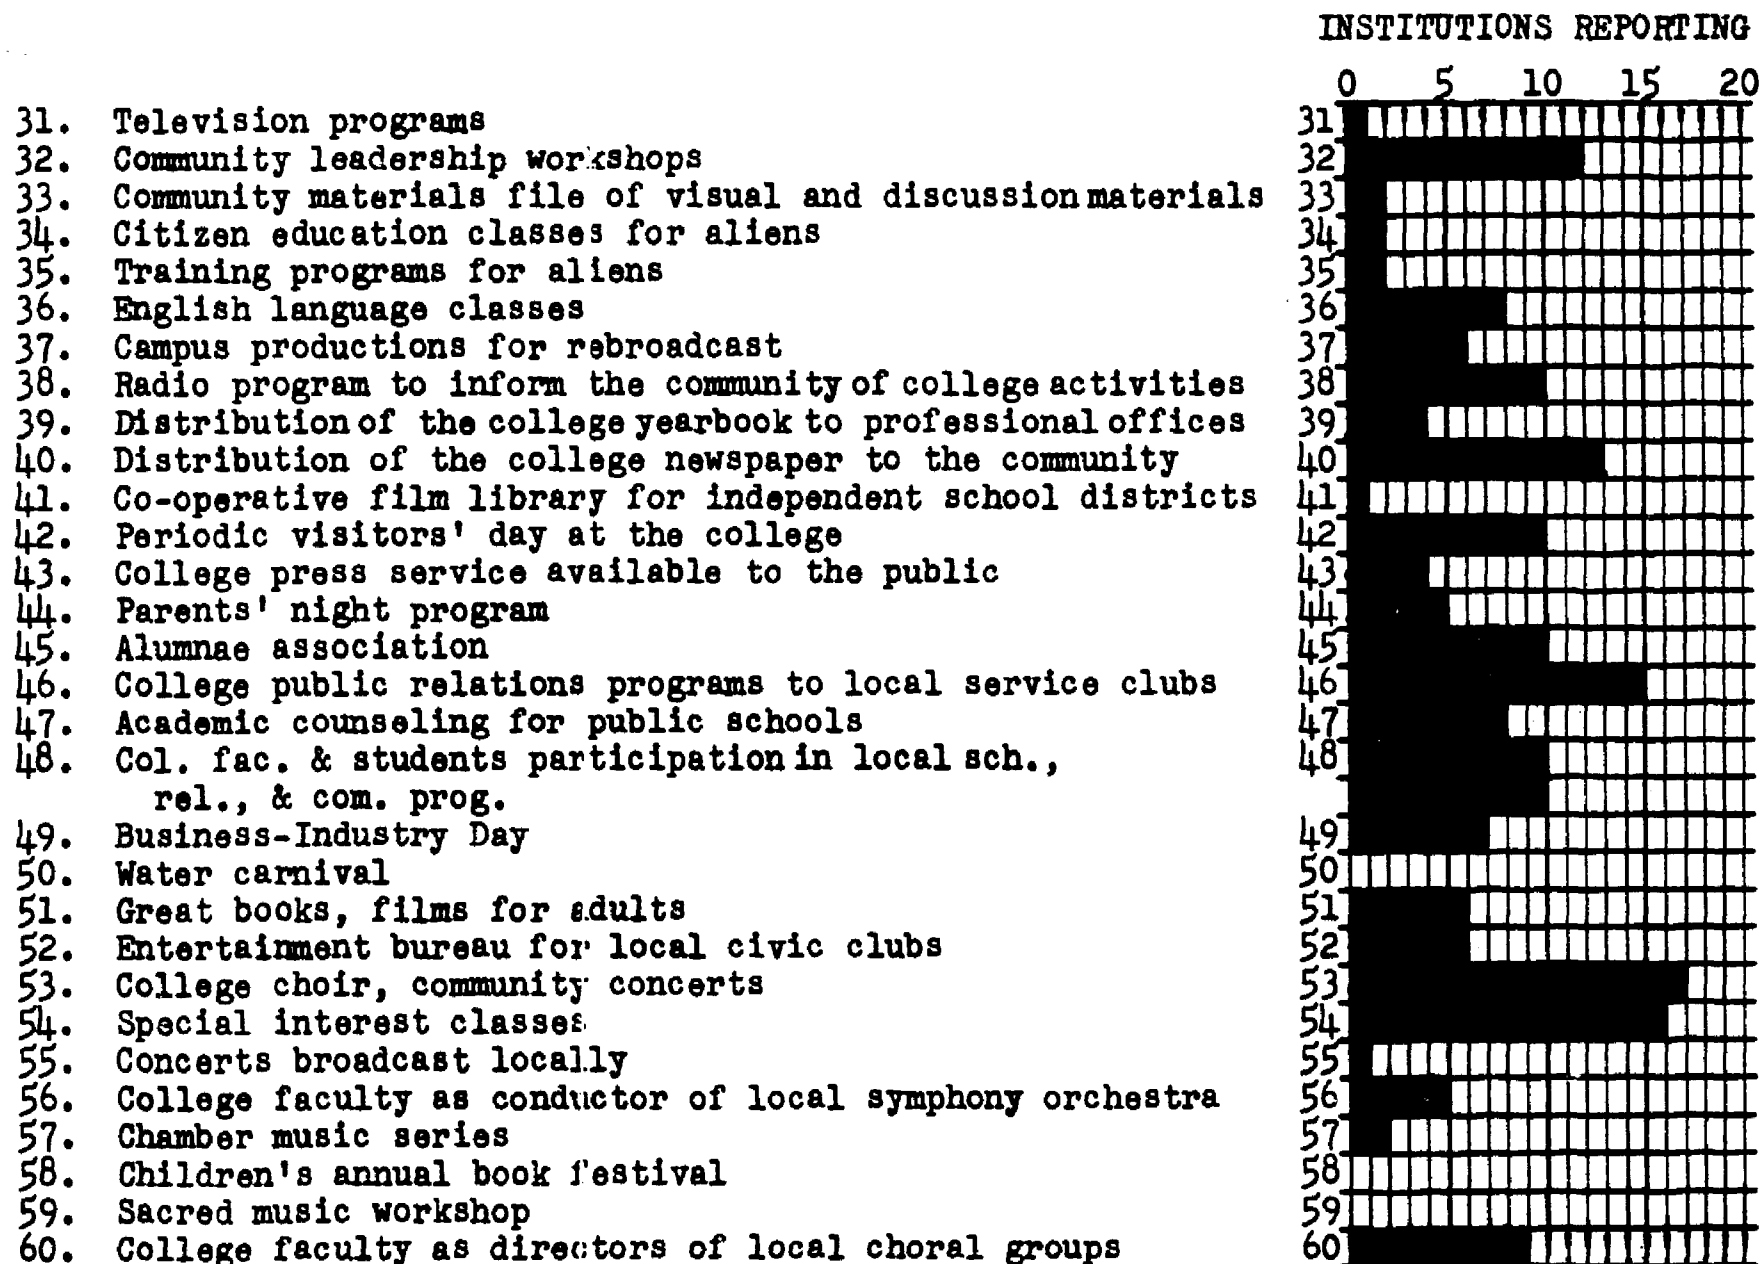 INSTITUTIONS REPORTING
0 5 10 15 20
31. Television programs 31
32. Community leadership workshops 32
33. Community materials file of visual and discussion materials 33
34. Citizen education classes for aliens 34
35. Training programs for aliens 35
36. English language classes 36
37. Campus productions for rebroadcast 37
38. Radio program to inform the community of college activities 38
39. Distribution of the college yearbook to professional offices 39
40. Distribution of the college newspaper to the community 40
41. Co-operative film library for independent school districts 41
42. Periodic visitors' day at the college 42
43. College press service available to the public 43
44. Parents' night program 44
45. Alumnae association 45
46. College public relations programs to local service clubs 46
47. Academic counseling for public schools 47
48. Col. fac. & students participation in local sch., 48
rel., & com. prog.
49. Business-Industry Day 49
50. Water carnival 50
51. Great books, films for adults 51
52. Entertainment bureau for local civic clubs 52
53. College choir, community concerts 53
54. Special interest classes 54
55. Concerts broadcast locally 55
56. College faculty as conductor of local symphony orchestra 56
57. Chamber music series 57
58. Children's annual book festival 58
59. Sacred music workshop 59
60. College faculty as directors of local choral groups 60